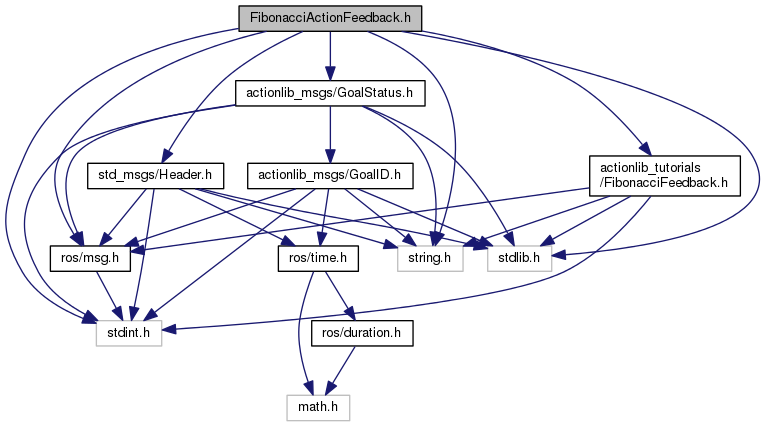 FibonacciActionFeedback.h
actionlib_msgs/GoalStatus.h
std_msgs/Header.h
actionlib_msgs/GoalID.h
actionlib_tutorials
/FibonacciFeedback.h
ros/msg.h
ros/time.h
string.h
stdlib.h
stdint.h
ros/duration.h
math.h